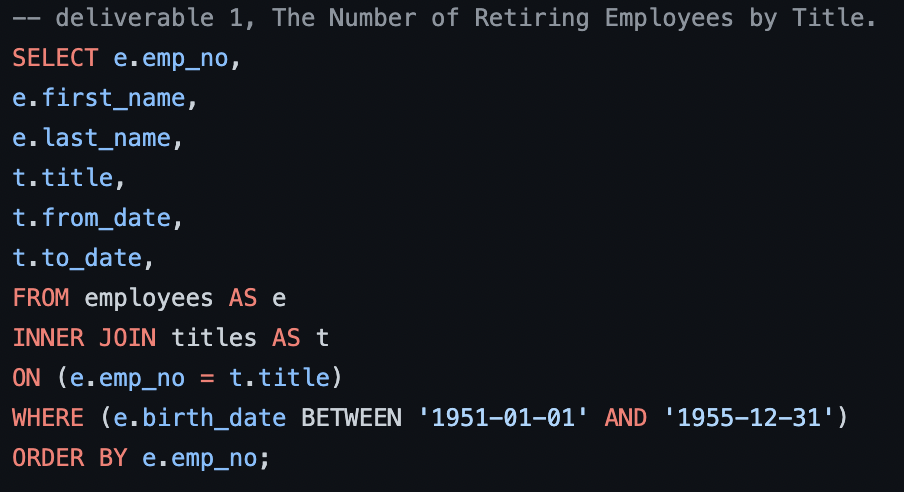 -- deliverable 1, The Number of Retiring Employees by Title.
SELECT e.emp_no,
e.first_name,
e.last_name,
t.title,
t.from_date,
t.to_date,
FROM employees AS e
INNER JOIN titles AS t
ON (e.emp_no = t.title)
WHERE (e.birth_date BETWEEN '1951-01-01' AND '1955-12-31')
ORDER BY e.emp_no;